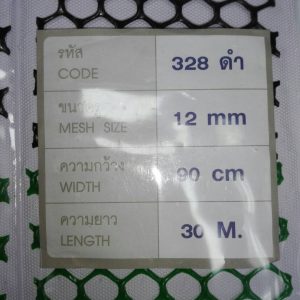 รหัส
CODE
328 ดำ
MESH SIZE
12 mm
ความกว้าง
WIDTH
90 cm
ความยาว
LENGTH
30 M.